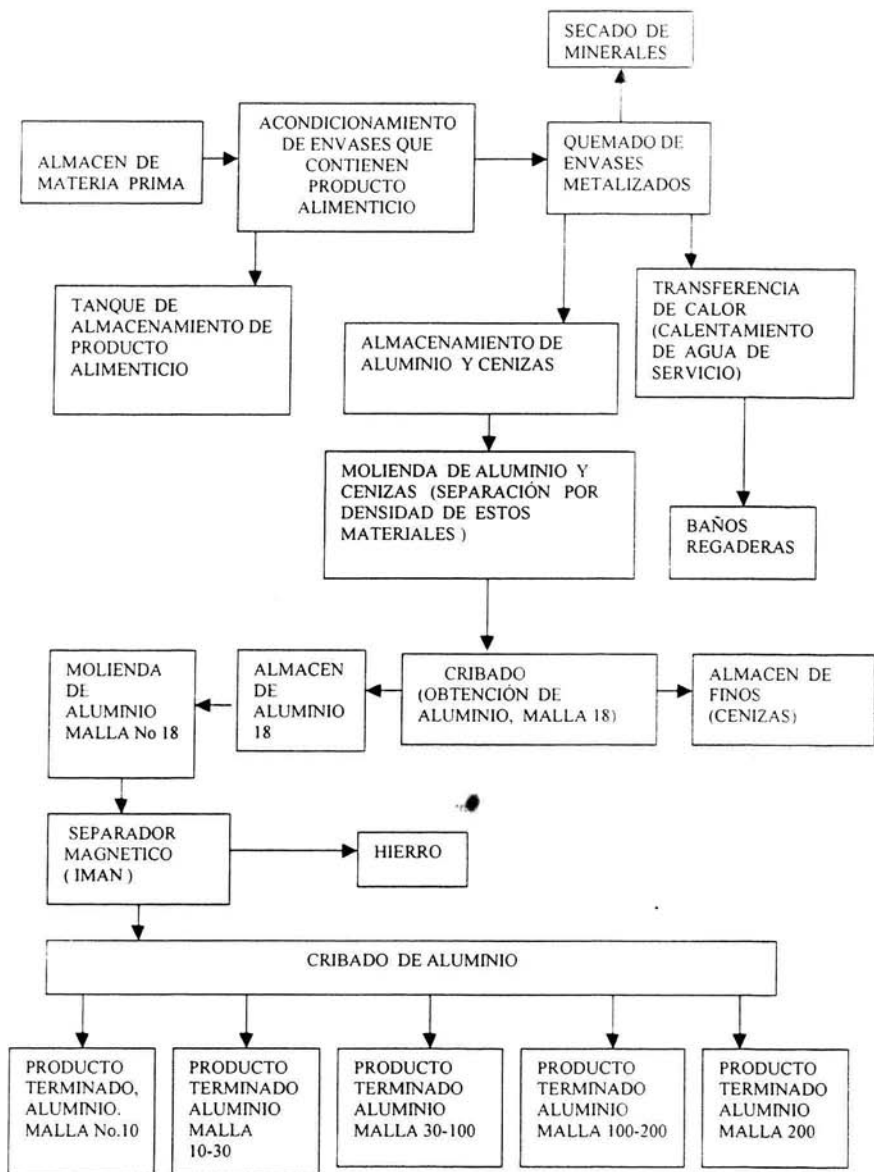 SECADO DE
MINERALES
ALMACEN DE
MATERIA PRIMA
ACONDICIONAMIENTO
DE ENVASES QUE
CONTIENEN
PRODUCTO
ALIMENTICIO
QUEMADO DE
ENVASES
METALIZADOS
TANQUE DE
ALMACENAMIENTO DE
PRODUCTO
ALIMENTICIO
ALMACENAMIENTO DE
ALUMINIO Y CENIZAS
TRANSFERENCIA
DE CALOR
(CALENTAMIENTO
DE AGUA DE
SERVICIO)
MOLIENDA DE ALUMINIO Y
CENIZAS (SEPARACIÓN POR
DENSIDAD DE ESTOS
MATERIALES )
BAÑOS
REGADERAS
MOLIENDA
DE
ALUMINIO
MALLA No 18
ALMACEN
DE
ALUMINIO
18
CRIBADO
(OBTENCIÓN DE
ALUMINIO, MALLA 18)
ALMACEN DE
FINOS
(CENIZAS)
SEPARADOR
MAGNETICO
( IMAN )
HIERRO
CRIBADO DE ALUMINIO
PRODUCTO
TERMINADO,
ALUMINIO.
MALLA No.10
PRODUCTO
TERMINADO
ALUMINIO
MALLA
10-30
PRODUCTO
TERMINADO
ALUMINIO
MALLA 30-100
PRODUCTO
TERMINADO
ALUMINIO
MALLA 100-200
PRODUCTO
TERMINADO
ALUMINIO
MALLA 200